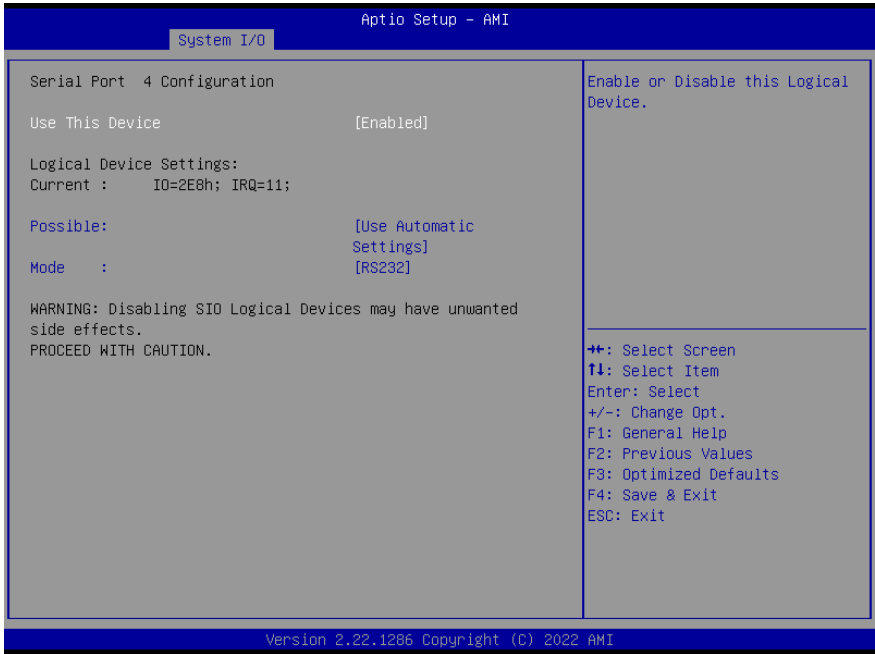 Aptio Setup – AMI
System I/O
Serial Port  4 Configuration
Use This Device [Enabled]
Logical Device Settings:
Current :     IO=2E8h; IRQ=11;
Possible: [Use Automatic
Settings]
Mode    : [RS232]
WARNING: Disabling SIO Logical Devices may have unwanted
side effects.
PROCEED WITH CAUTION.
Enable or Disable this Logical
Device.
→←: Select Screen
↑↓: Select Item
Enter: Select
+/-: Change Opt.
F1: General Help
F2: Previous Values
F3: Optimized Defaults
F4: Save & Exit
ESC: Exit
Version 2.22.1286 Copyright (C) 2022 AMI